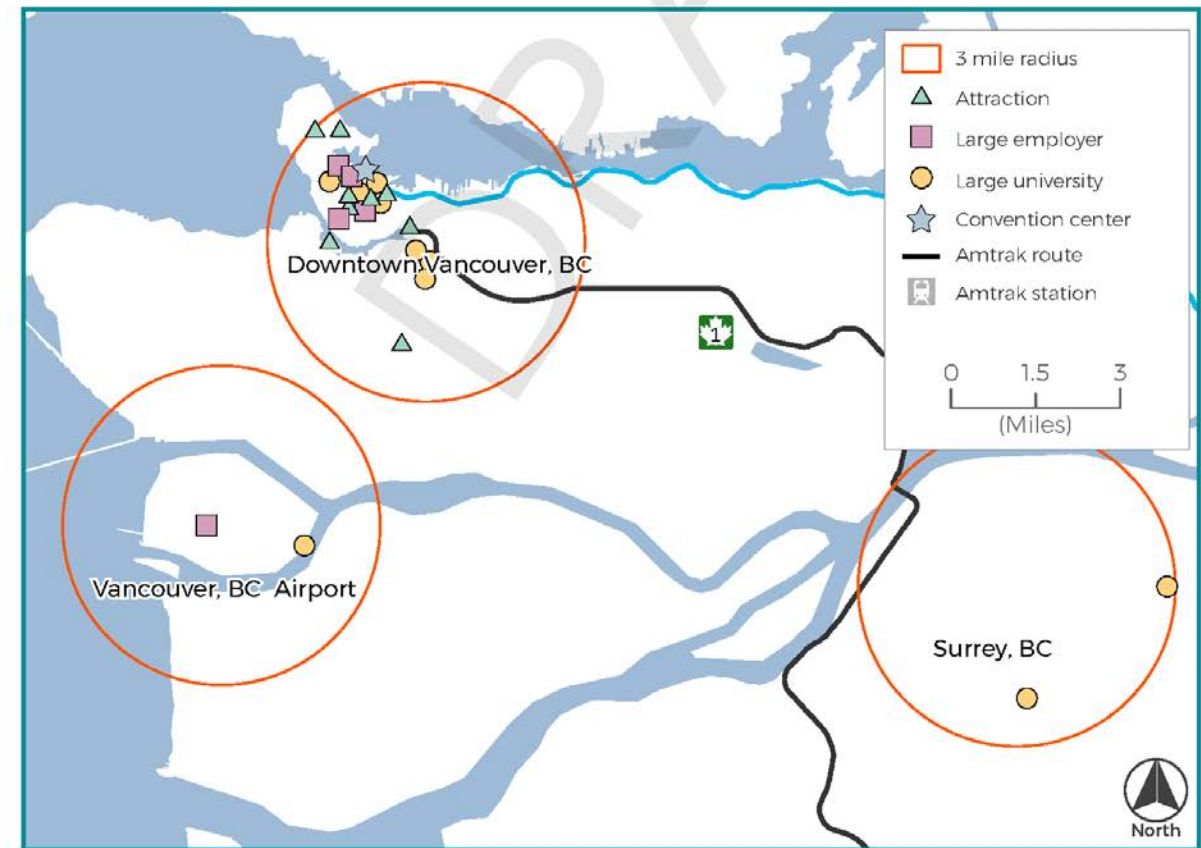 3 mile radius
Attraction
Large employer
Large university
Convention center
Amtrak route
Amtrak station
0 1.5 3
(Miles)
Downtown Vancouver, BC
1
Vancouver, BC Airport
Surrey, BC
North
DRA